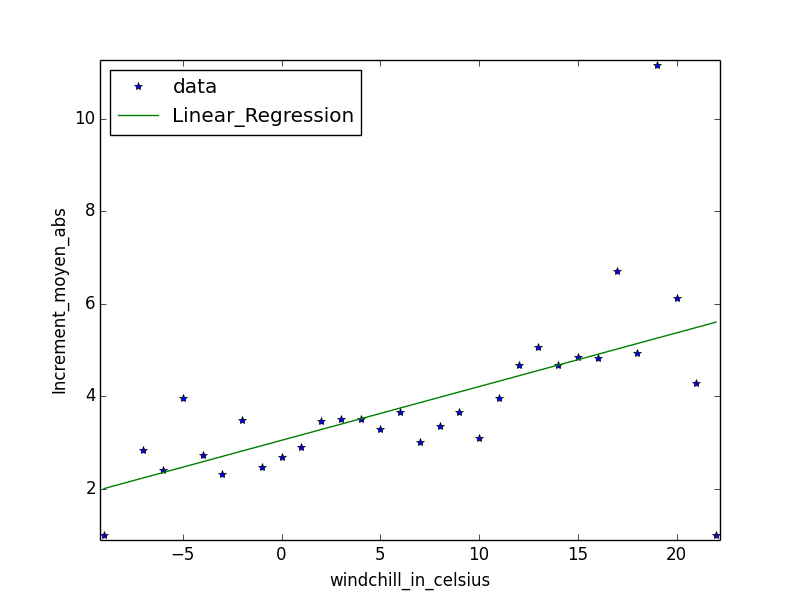 data
Linear_Regression
10
8
6
4
2
Increment_moyen_abs
−5
0
5
10
15
20
windchill_in_celsius